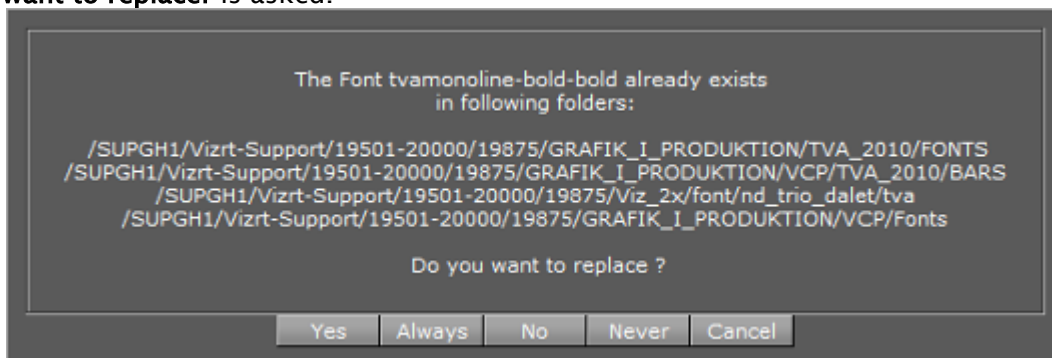 want to replace? is asked.
The Font tvamonoline-bold-bold already exists
in following folders:
/SUPGH1/Vizrt-Support/19501-20000/19875/GRAFIK_I_PRODUKTION/TVA_2010/FONTS
/SUPGH1/Vizrt-Support/19501-20000/19875/GRAFIK_I_PRODUKTION/VCP/TVA_2010/BARS
/SUPGH1/Vizrt-Support/19501-20000/19875/Viz_2x/font/nd_trio_dalet/tva
/SUPGH1/Vizrt-Support/19501-20000/19875/GRAFIK_I_PRODUKTION/VCP/Fonts
Do you want to replace ?
Yes Always No Never Cancel